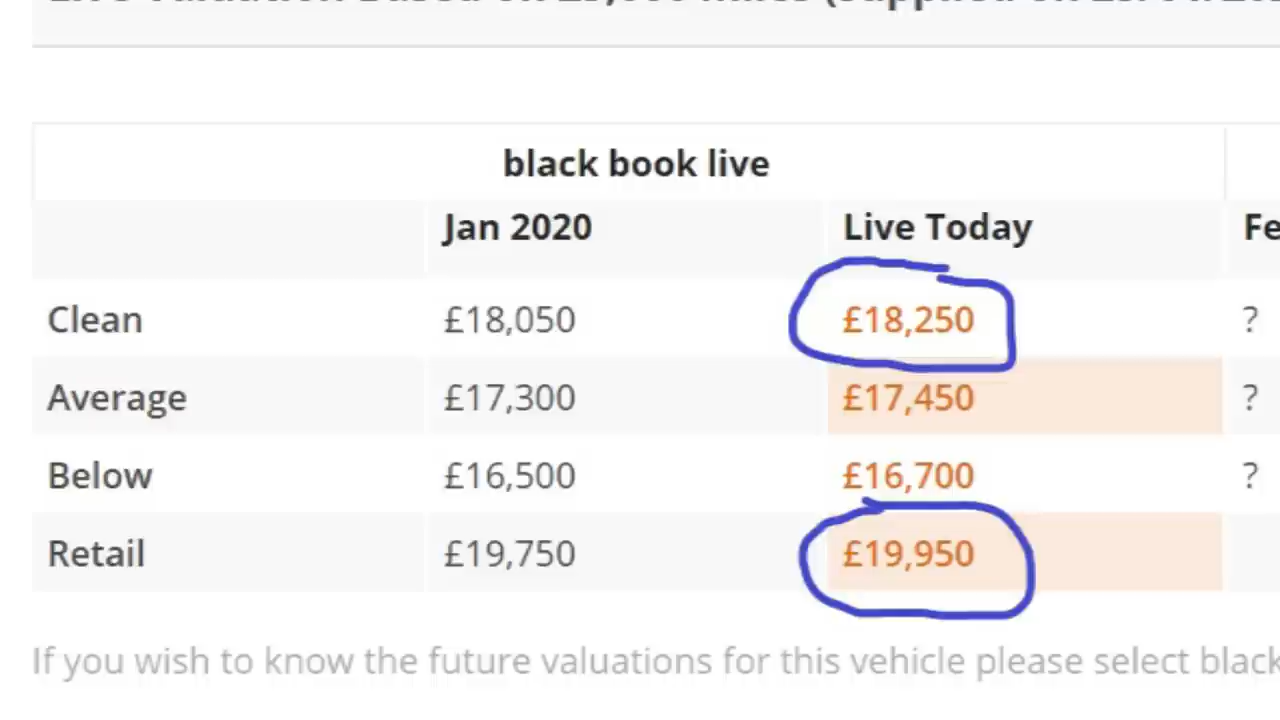 black book live
Jan 2020 Live Today
Clean £18,050 £18,250 ?
Average £17,300 £17,450 ?
Below £16,500 £16,700 ?
Retail £19,750 £19,950
If you wish to know the future valuations for this vehicle please select black